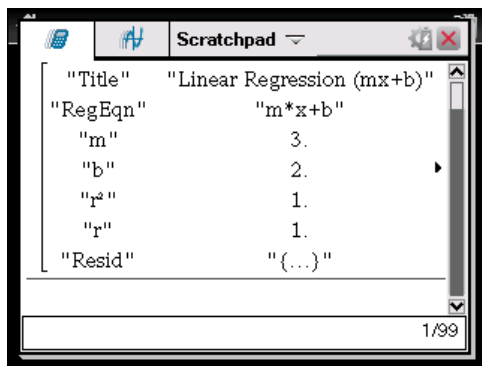 Scratchpad
"Title" "Linear Regression (mx+b)"
"RegEqn" "m*x+b"
"m" 3.
"b" 2.
"r²" 1.
"r" 1.
"Resid" "{...}"
1/99